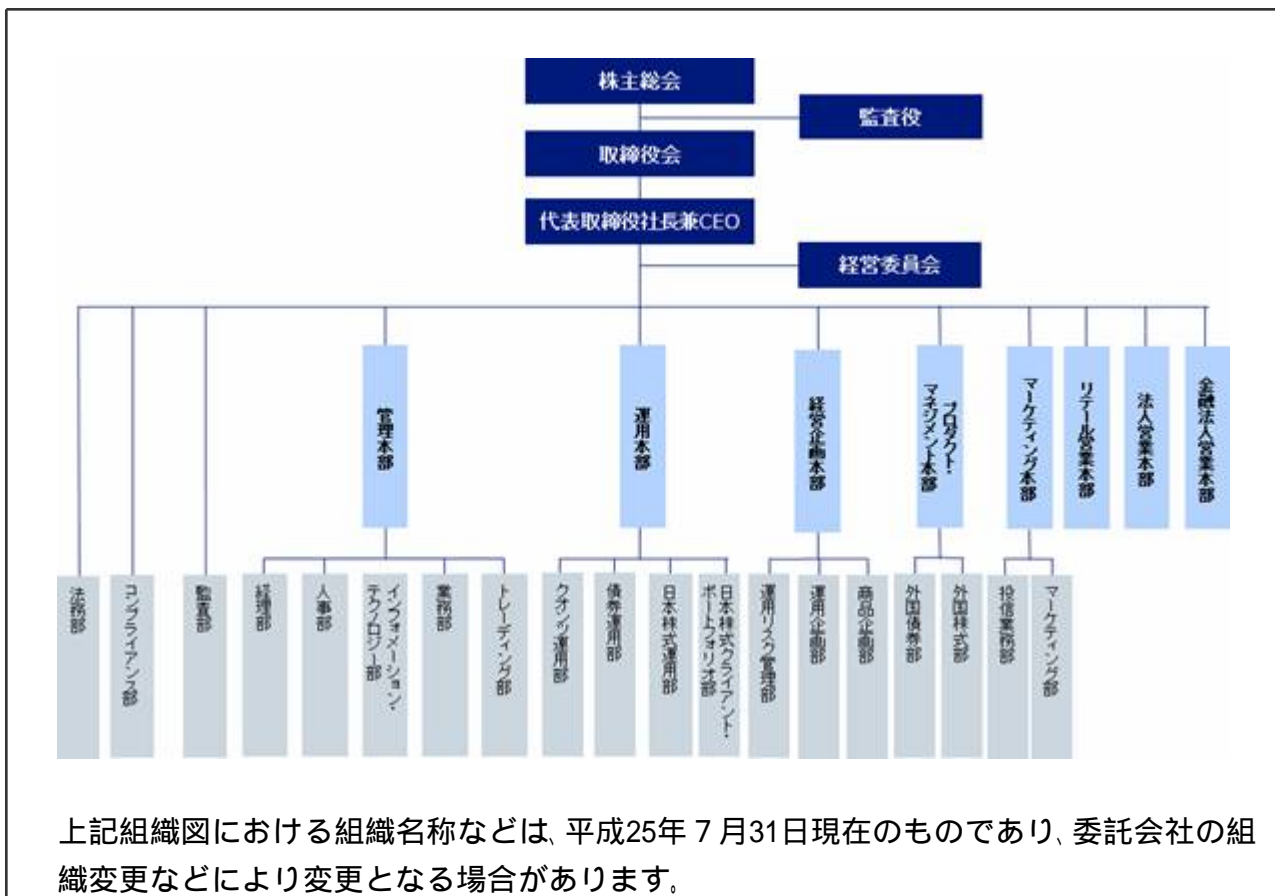 株主総会
監査役
取締役会
代表取締役社長兼CEO
経営委員会
管理本部
運用本部
経営企画本部
プロダクト・
マネジメント本部
マーケティング本部
リテール営業本部
法人営業本部
金融法人営業本部
法務部
コンプライアンス部
監査部
経理部
人事部
インフォメーション・
テクノロジー部
業務部
トレーディング部
クオンツ運用部
債券運用部
日本株式運用部
日本株式クライアント・
ポートフォリオ部
運用リスク管理部
運用企画部
商品企画部
外国債券部
外国株式部
投信業務部
マーケティング部
上記組織図における組織名称などは、平成25年7月31日現在のものであり、委託会社の組
織変更などにより変更となる場合があります。